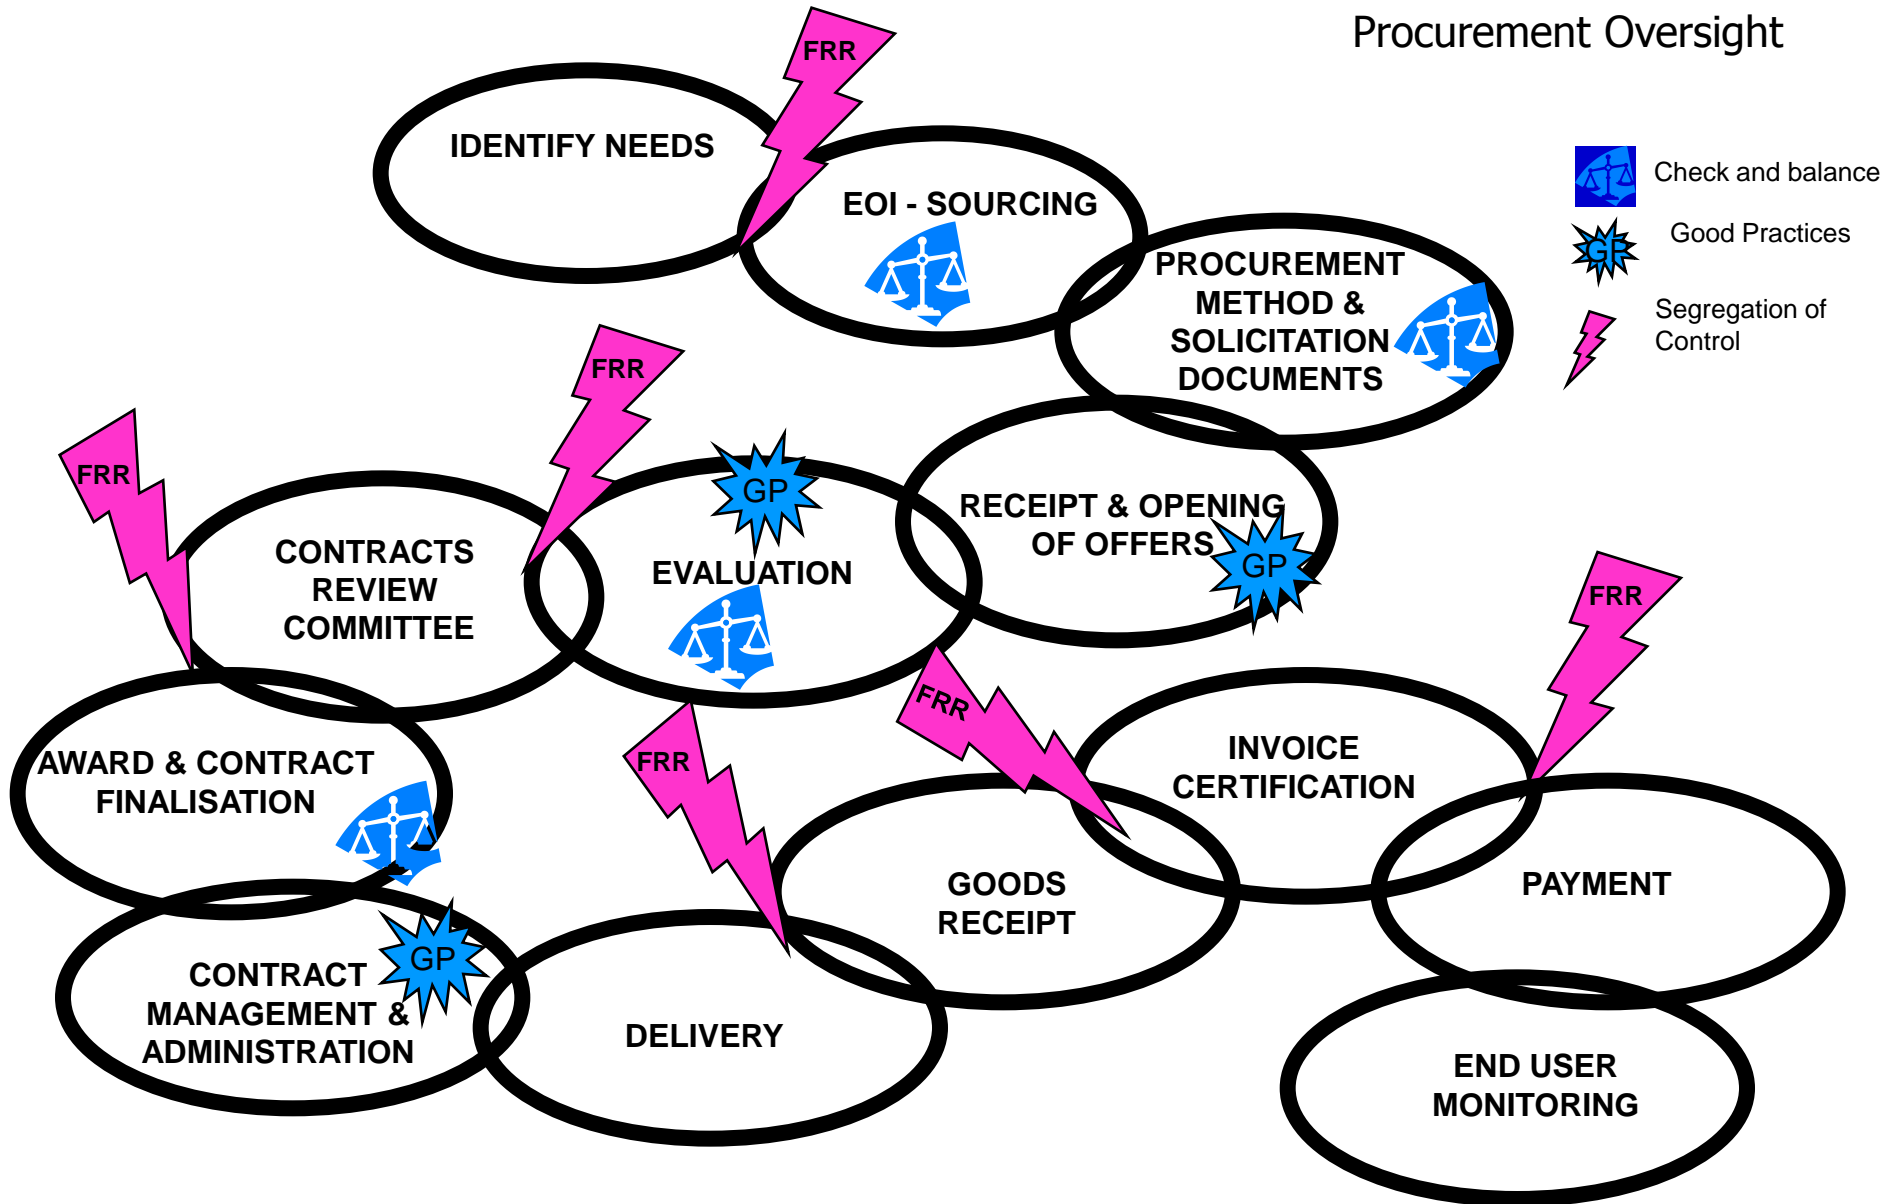 Procurement Oversight
FRR
IDENTIFY NEEDS
EOI - SOURCING
Check and balance
GP
Good Practices
Segregation of
Control
PROCUREMENT
METHOD &
SOLICITATION
DOCUMENTS
FRR
FRR
GP
EVALUATION
RECEIPT & OPENING
OF OFFERS
GP
CONTRACTS
REVIEW
COMMITTEE
FRR
FRR
FRR
AWARD & CONTRACT
FINALISATION
INVOICE
CERTIFICATION
GOODS
RECEIPT
PAYMENT
GP
CONTRACT
MANAGEMENT &
ADMINISTRATION
DELIVERY
END USER
MONITORING